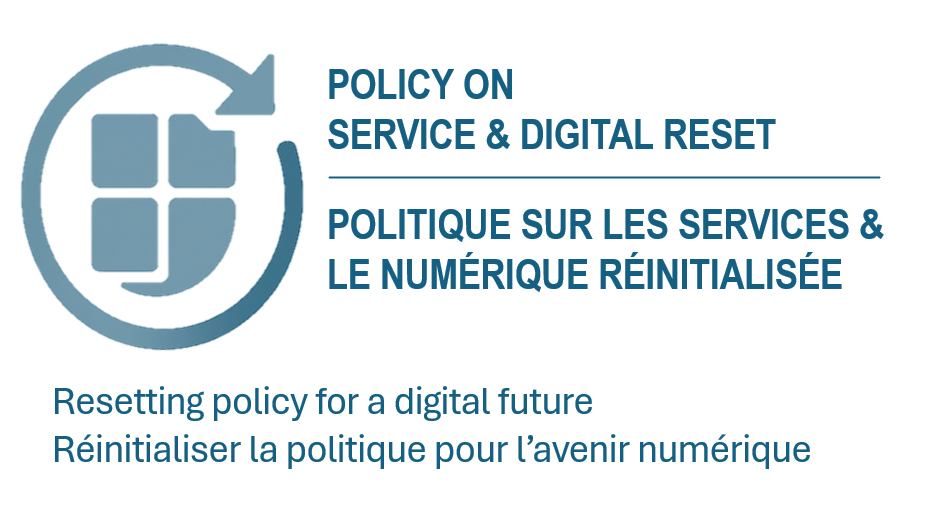 POLICY ON
SERVICE & DIGITAL RESET
POLITIQUE SUR LES SERVICES &
LE NUMÉRIQUE RÉINITIALISÉE
Resetting policy for a digital future
Réinitialiser la politique pour l’avenir numérique